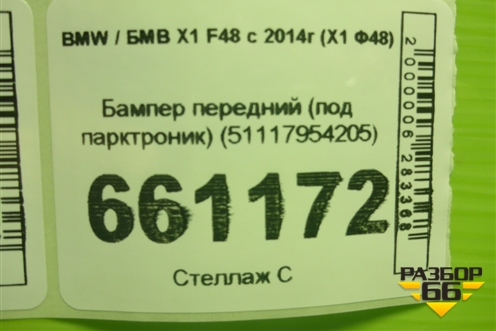 BMW / БМВ X1 F48 с 2014г (X1 Ф48)
Бампер передний (под
парктроник) (51117954205)
661172
Стеллаж С
2000006283368
РАЗБОР
66